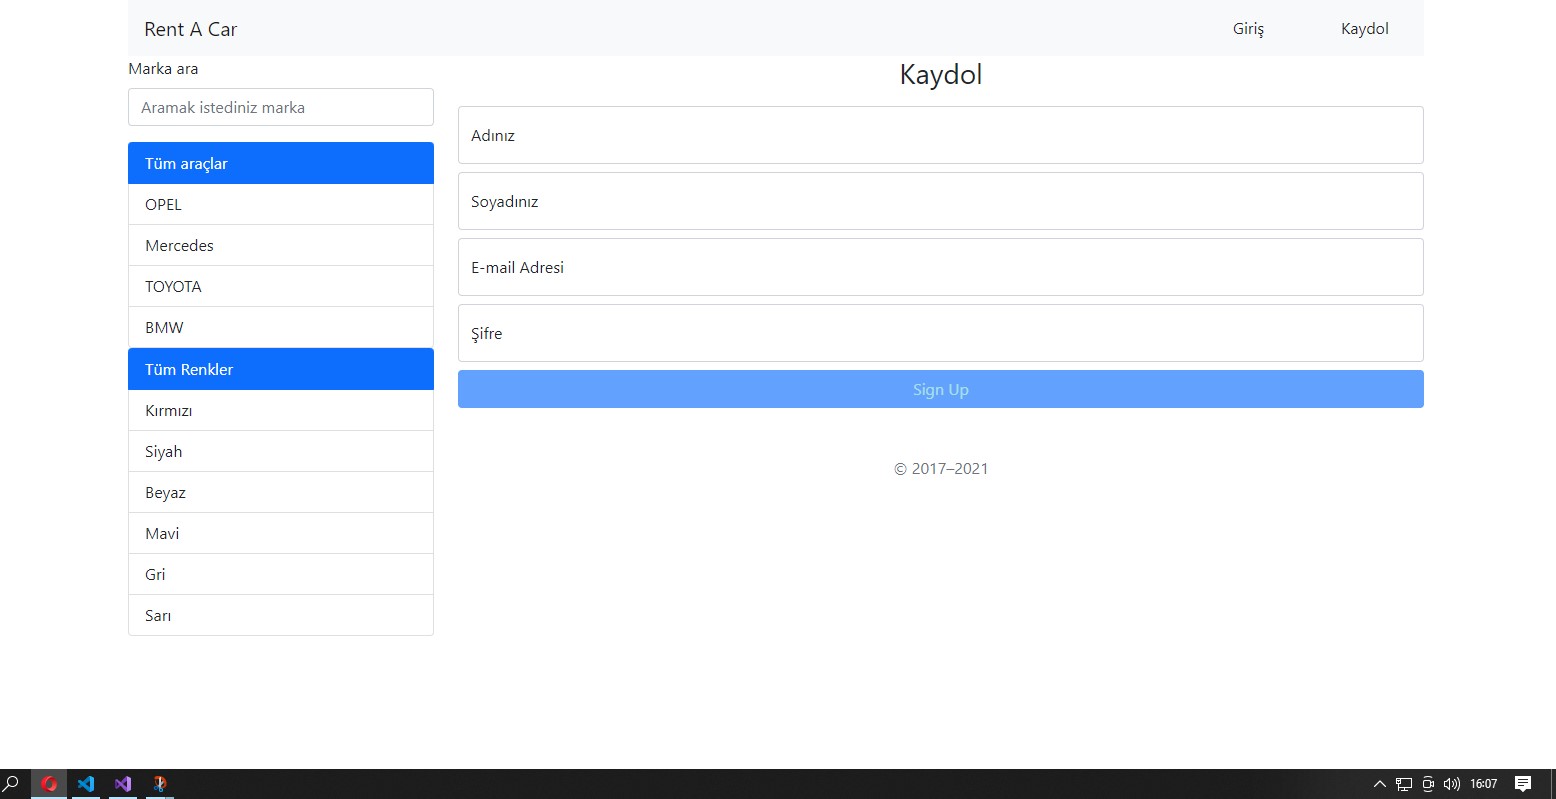 Rent A Car
Giriş
Kaydol
Marka ara
Aramak istediniz marka
Tüm araçlar
OPEL
Mercedes
TOYOTA
BMW
Tüm Renkler
Kırmızı
Siyah
Beyaz
Mavi
Gri
Sarı
Kaydol
Adınız
Soyadınız
E-mail Adresi
Şifre
Sign Up
© 2017–2021
16:07